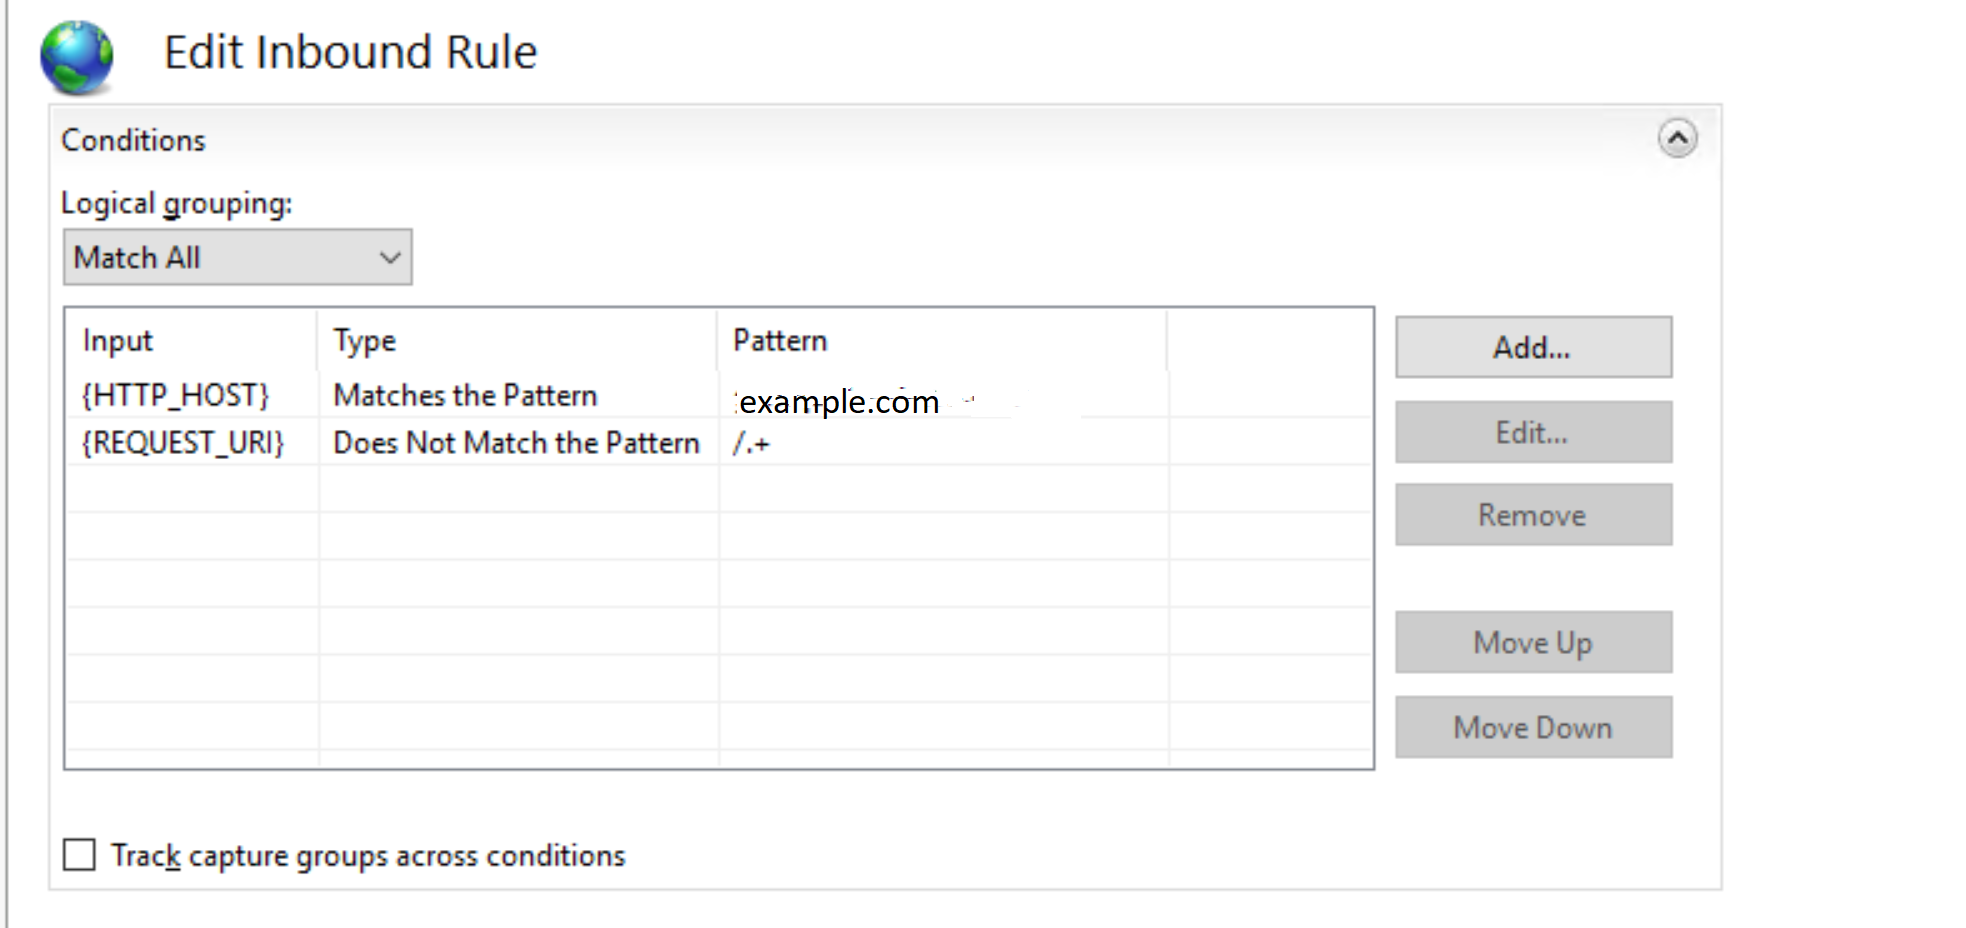 Edit Inbound Rule
Conditions
Logical grouping:
Match All
Input Type Pattern
{HTTP_HOST} Matches the Pattern example.com
{REQUEST_URI} Does Not Match the Pattern /.+
Add...
Edit...
Remove
Move Up
Move Down
Track capture groups across conditions